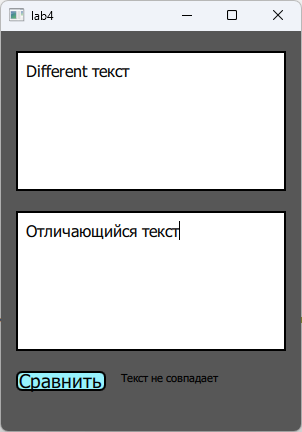 lab4
Different текст
Отличающийся текст
Сравнить
Текст не совпадает